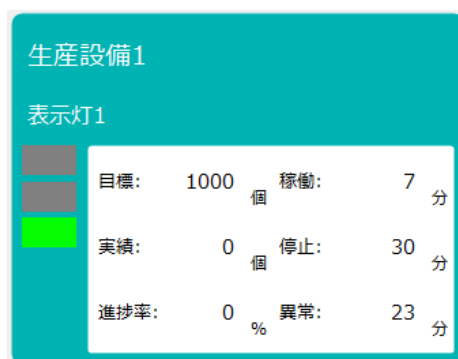 生産設備1
表示灯1
目標: 1000 個 稼働: 7 分
実績: 0 個 停止: 30 分
進捗率: 0 % 異常: 23 分